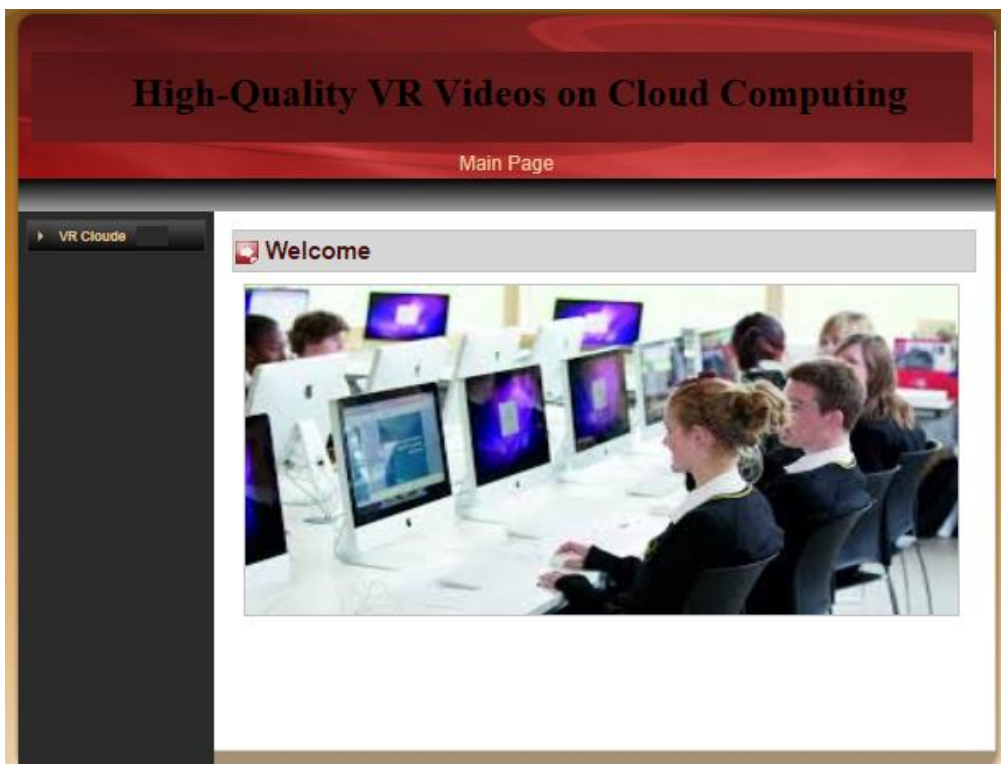 High-Quality VR Videos on Cloud Computing
Main Page
VR Cloude
Welcome